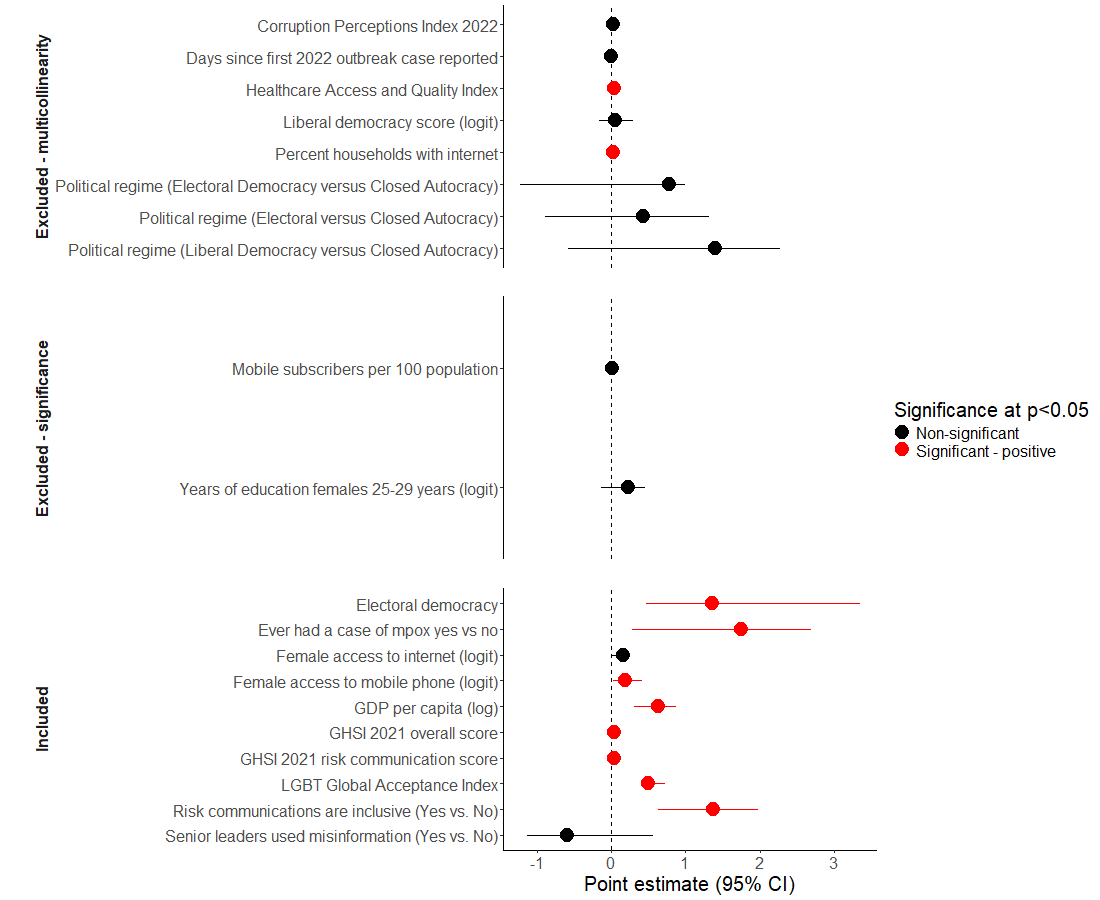 Excluded - multicollinearity
Corruption Perceptions Index 2022
Days since first 2022 outbreak case reported
Healthcare Access and Quality Index
Liberal democracy score (logit)
Percent households with internet
Political regime (Electoral Democracy versus Closed Autocracy)
Political regime (Electoral versus Closed Autocracy)
Political regime (Liberal Democracy versus Closed Autocracy)
Excluded - significance
Mobile subscribers per 100 population
Years of education females 25-29 years (logit)
Included
Electoral democracy
Ever had a case of mpox yes vs no
Female access to internet (logit)
Female access to mobile phone (logit)
GDP per capita (log)
GHSI 2021 overall score
GHSI 2021 risk communication score
LGBT Global Acceptance Index
Risk communications are inclusive (Yes vs. No)
Senior leaders used misinformation (Yes vs. No)
-1 0 1 2 3
Point estimate (95% CI)
Significance at p<0.05
Non-significant
Significant - positive